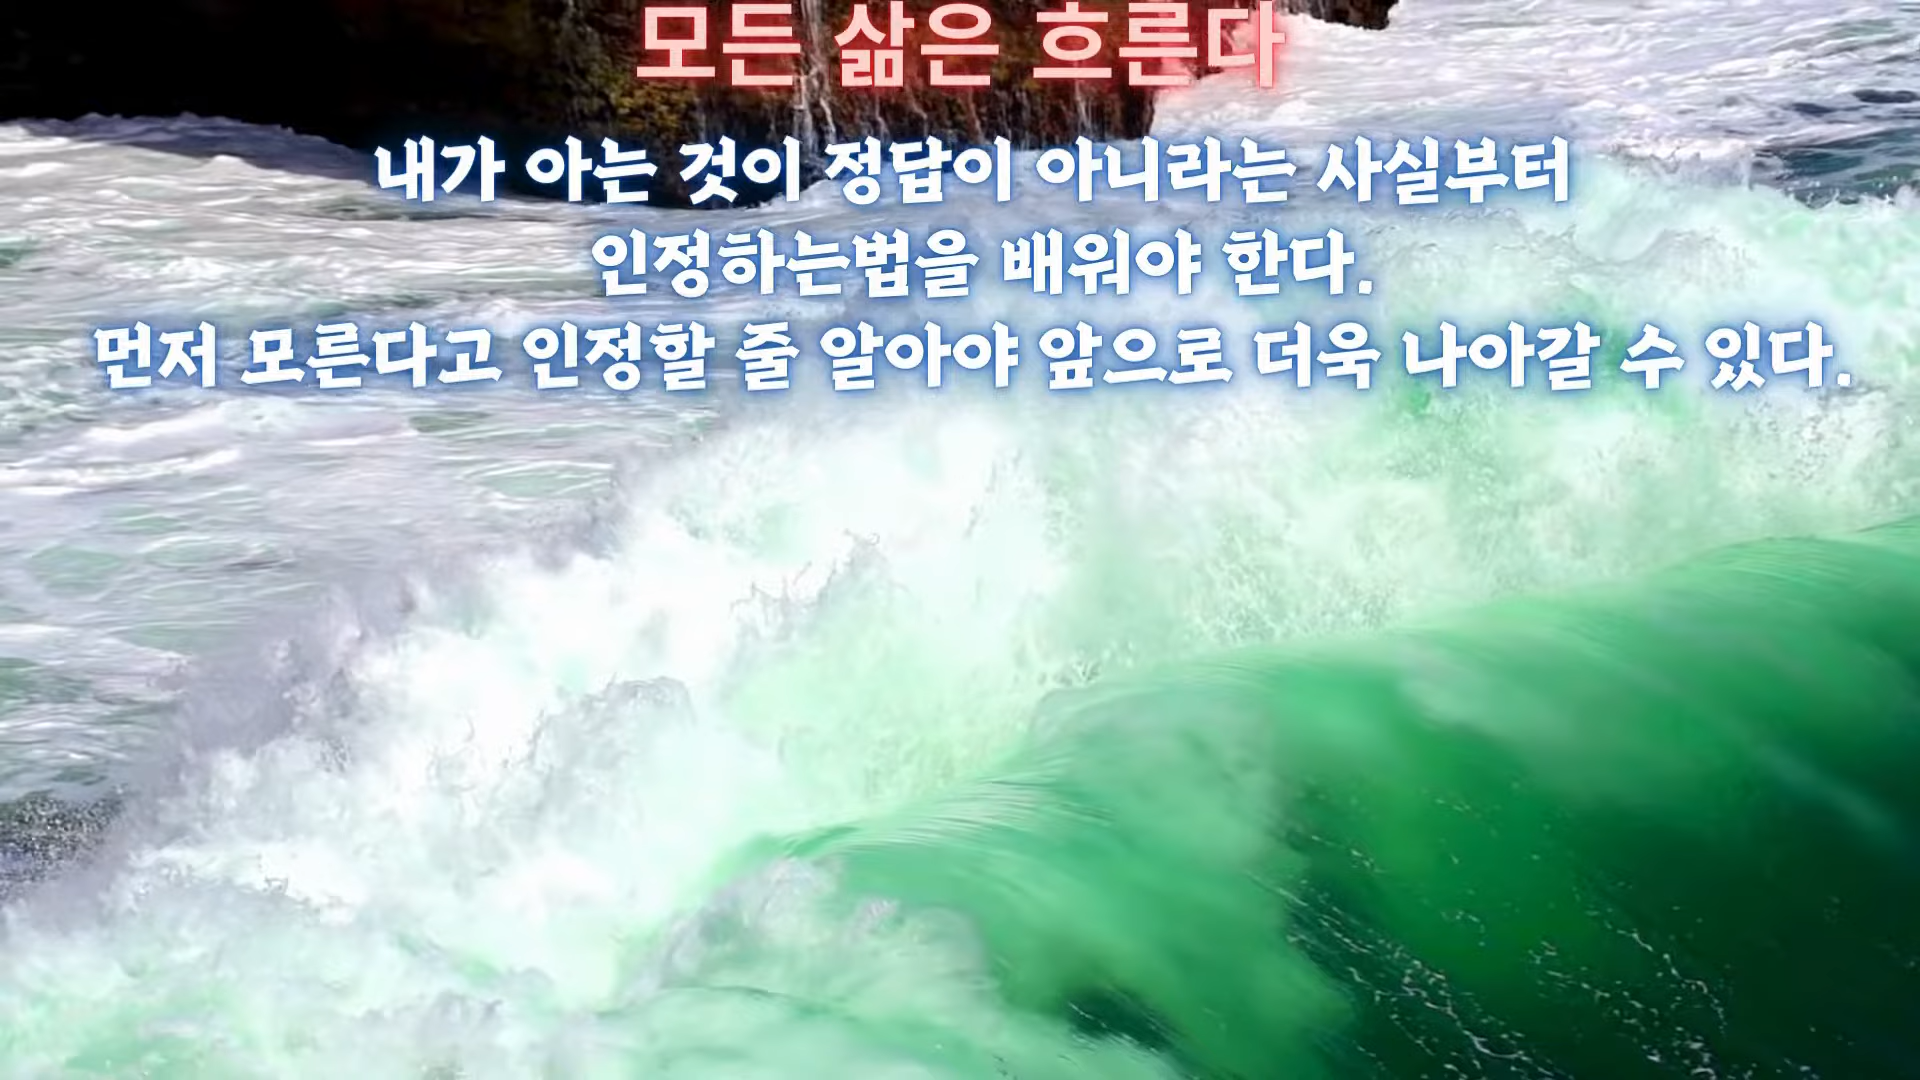 모든 삶은 흐른다
내가 아는 것이 정답이 아니라는 사실부터
인정하는법을 배워야 한다.
먼저 모른다고 인정할 줄 알아야 앞으로 더욱 나아갈 수 있다.